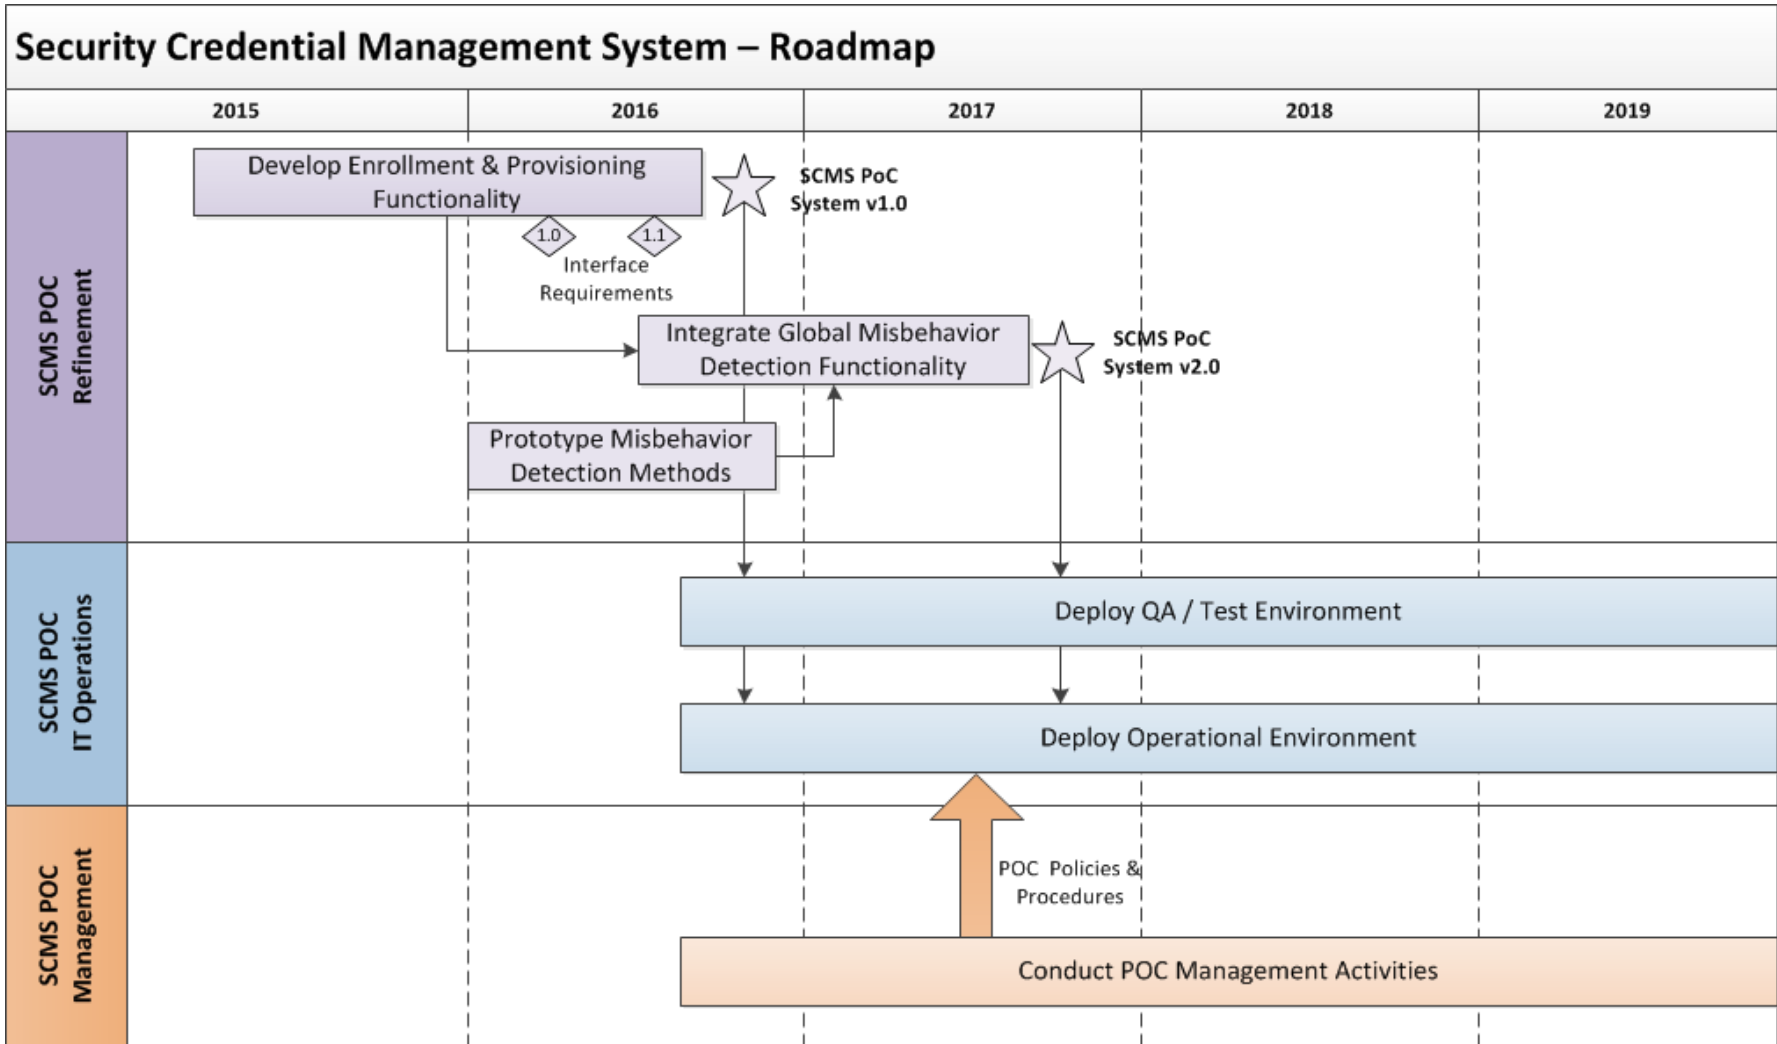 Security Credential Management System – Roadmap
2015
2016
2017
2018
2019
SCMS POC
Refinement
Develop Enrollment & Provisioning
Functionality
SCMS PoC
System v1.0
1.0
1.1
Interface
Requirements
Integrate Global Misbehavior
Detection Functionality
SCMS PoC
System v2.0
Prototype Misbehavior
Detection Methods
SCMS POC
IT Operations
Deploy QA / Test Environment
Deploy Operational Environment
SCMS POC
Management
POC Policies &
Procedures
Conduct POC Management Activities